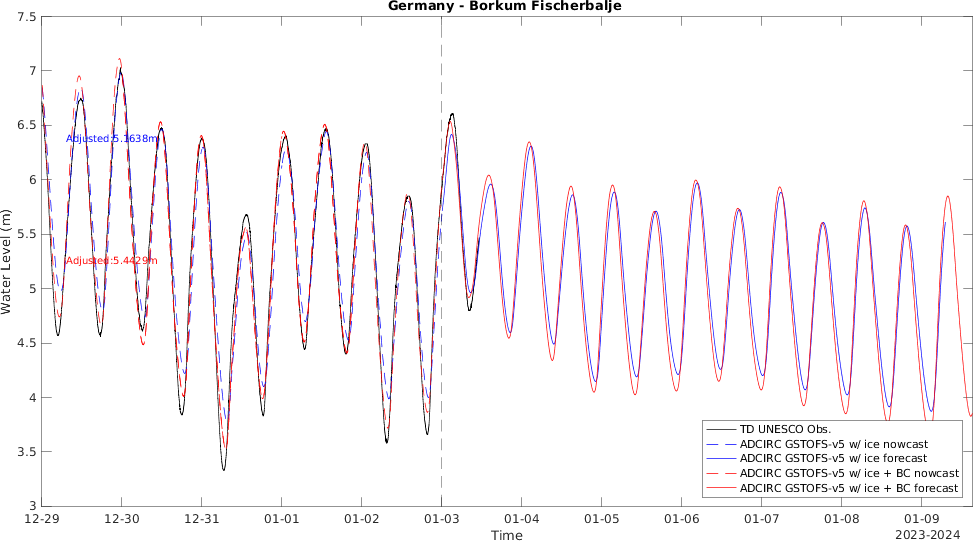 Germany - Borkum Fischerbalje
7.5
7
6.5
6
5.5
5
4.5
4
3.5
3
Water Level (m)
Adjusted:5.1638m
Adjusted:5.4429m
TD UNESCO Obs.
ADCIRC GSTOFS-v5 w/ ice nowcast
ADCIRC GSTOFS-v5 w/ ice forecast
ADCIRC GSTOFS-v5 w/ ice + BC nowcast
ADCIRC GSTOFS-v5 w/ ice + BC forecast
12-29 12-30 12-31 01-01 01-02 01-03 01-04 01-05 01-06 01-07 01-08 01-09
Time
2023-2024